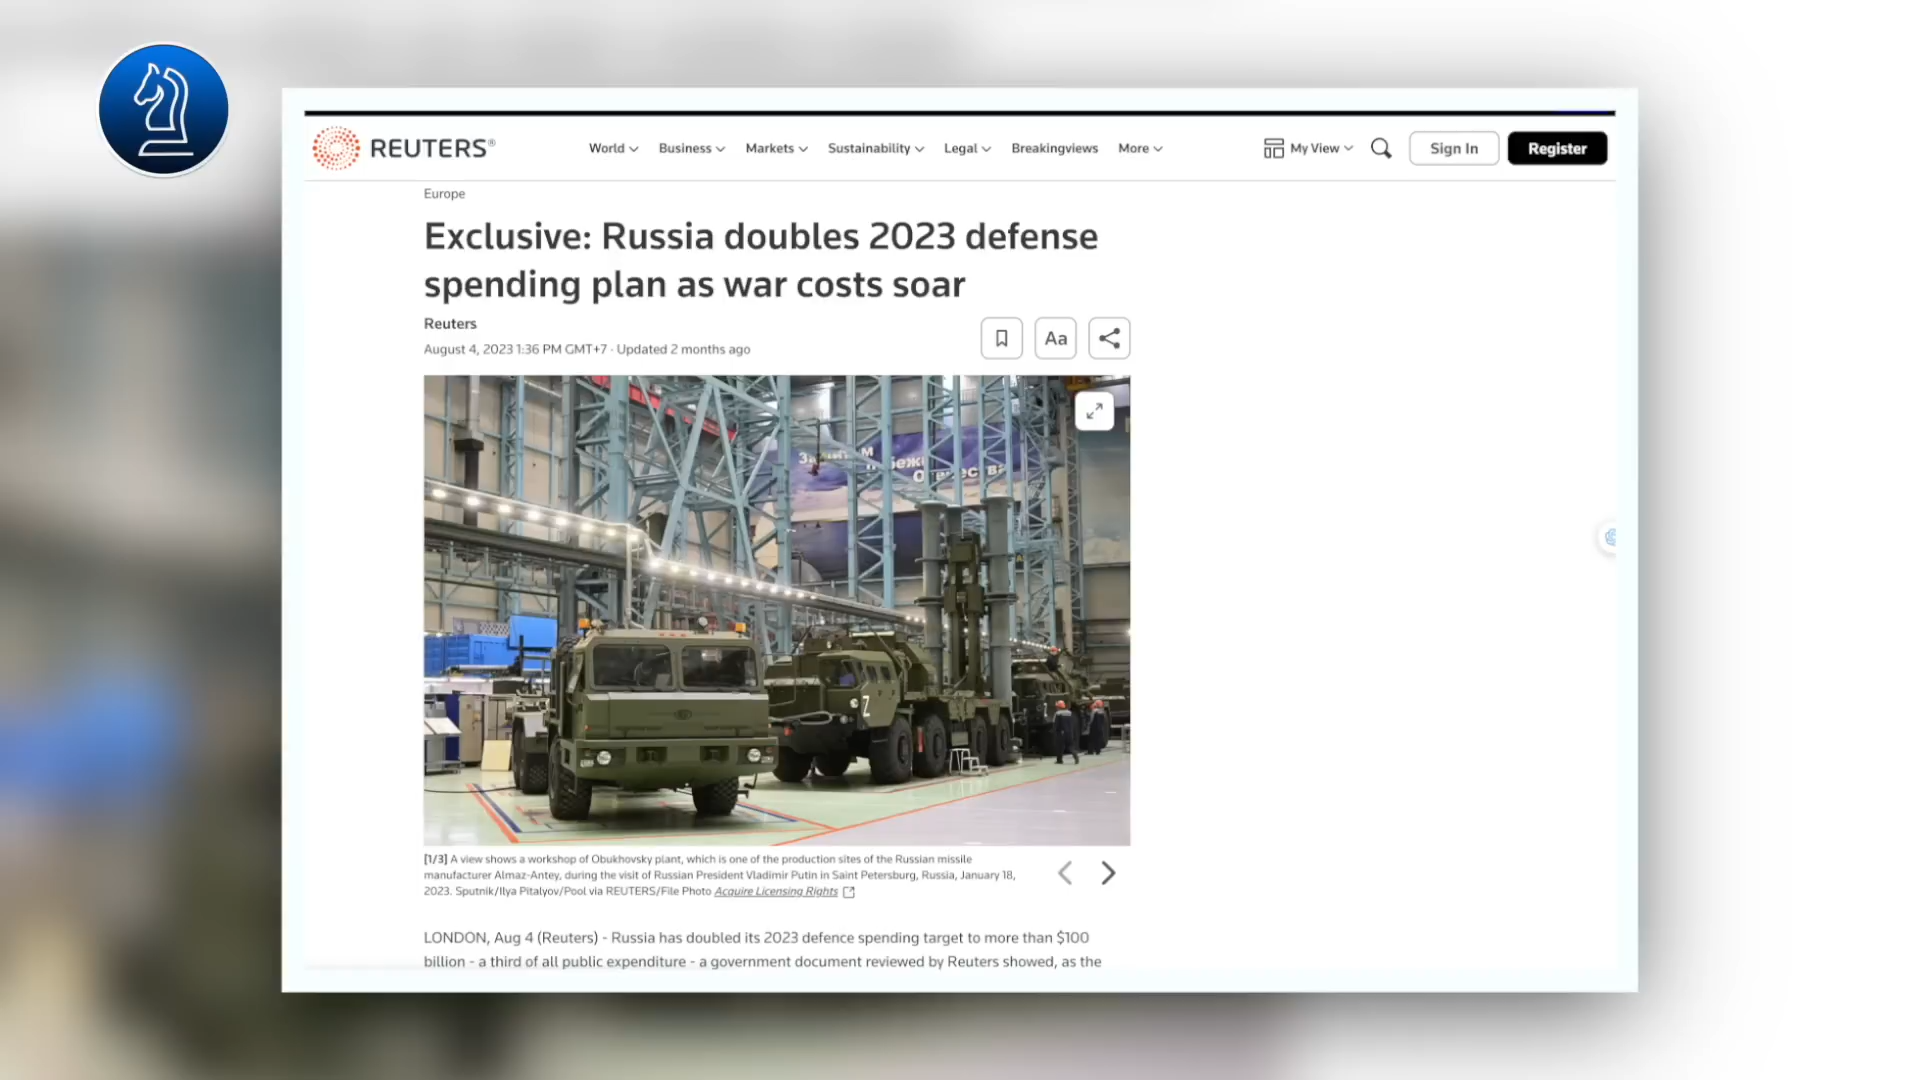 REUTERS®
World Business Markets Sustainability Legal Breakingviews More
My View Sign In Register
Europe
Exclusive: Russia doubles 2023 defense
spending plan as war costs soar
Reuters
August 4, 2023 1:36 PM GMT+7 · Updated 2 months ago
Aa
Отечества
Z
[1/3] A view shows a workshop of Obukhovsky plant, which is one of the production sites of the Russian missile
manufacturer Almaz-Antey, during the visit of Russian President Vladimir Putin in Saint Petersburg, Russia, January 18,
2023. Sputnik/Ilya Pitalyov/Pool via REUTERS/File Photo Acquire Licensing Rights
LONDON, Aug 4 (Reuters) - Russia has doubled its 2023 defence spending target to more than $100
billion - a third of all public expenditure - a government document reviewed by Reuters showed, as the